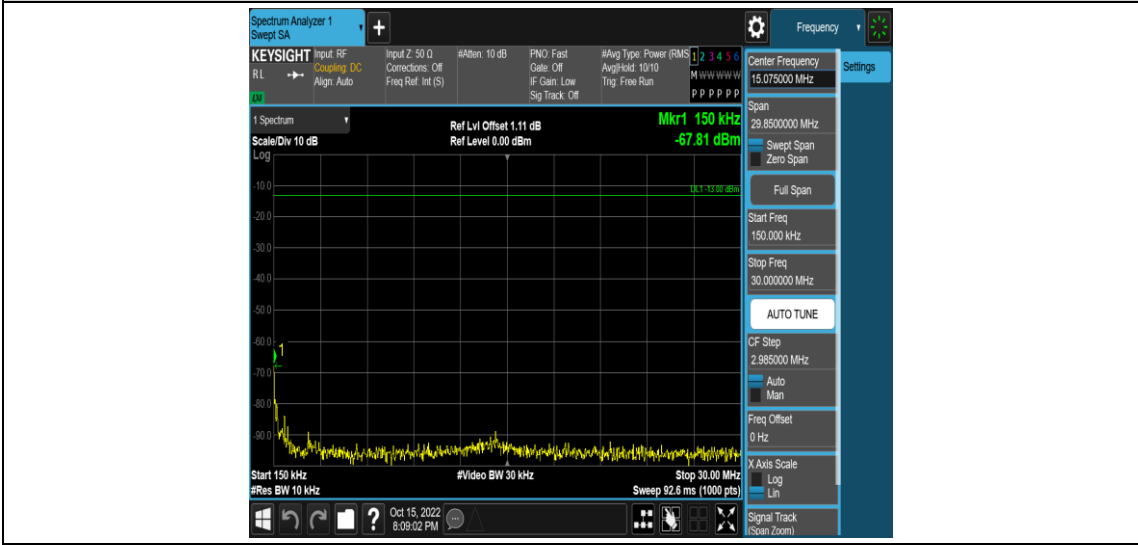 Spectrum Analyzer 1
Swept SA
+
Frequency
KEYSIGHT
RL
LM
Input: RF
Coupling: DC
Align: Auto
Input Z: 50 Ω
Corrections: Off
Freq Ref: Int (S)
#Atten: 10 dB
PNO: Fast
Gate: Off
IF Gain: Low
Sig Track: Off
#Avg Type: Power (RMS
Avg|Hold: 10/10
Trig: Free Run
1 2 3 4 5 6
M W W W W W
P P P P P P
1 Spectrum
Scale/Div 10 dB
Log
Ref Lvl Offset 1.11 dB
Ref Level 0.00 dBm
Mkr1 150 kHz
-67.81 dBm
DL1 -13.00 dBm
-10.0
-20.0
-30.0
-40.0
-50.0
-60.0
1
-70.0
-80.0
-90.0
Start 150 kHz
#Video BW 30 kHz
Stop 30.00 MHz
#Res BW 10 kHz
Sweep 92.6 ms (1000 pts)
?
Oct 15, 2022
8:09:02 PM
Center Frequency
15.075000 MHz
Settings
Span
29.8500000 MHz
Swept Span
Zero Span
Full Span
Start Freq
150.000 kHz
Stop Freq
30.000000 MHz
AUTO TUNE
CF Step
2.985000 MHz
Auto
Man
Freq Offset
0 Hz
X Axis Scale
Log
Lin
Signal Track
(Span Zoom)